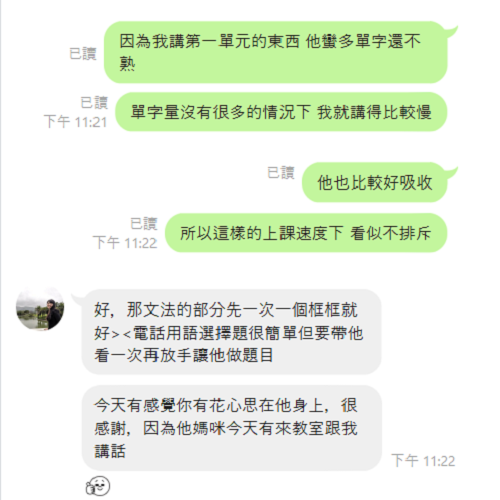 因為我講第一單元的東西 他蠻多單字還不
已讀
熟
已讀
下午 11:21
單字量沒有很多的情況下 我就講得比較慢
已讀
他也比較好吸收
已讀
下午 11:22
所以這樣的上課速度下 看似不排斥
好，那文法的部分先一次一個框框就
好><電話用語選擇題很簡單但要帶他
看一次再放手讓他做題目
今天有感覺你有花心思在他身上，很
感謝，因為他媽咪今天有來教室跟我
講話
下午 11:22